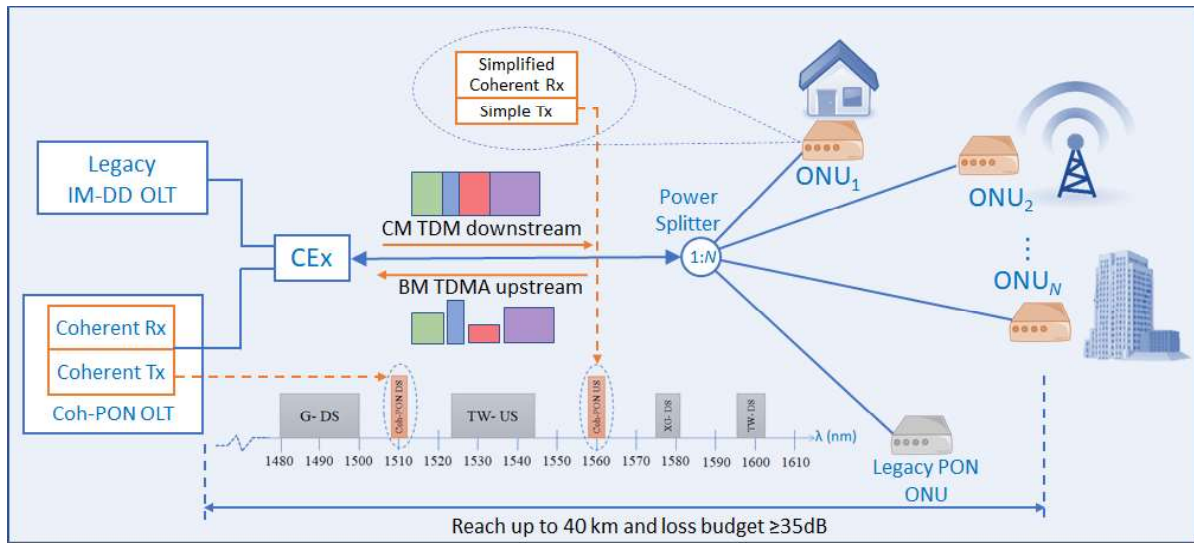 Simplified
Coherent Rx
Simple Tx
Legacy
IM-DD OLT
CEx
Coherent Rx
Coherent Tx
Coh-PON OLT
CM TDM downstream
BM TDMA upstream
Power
Splitter
1:N
ONU1
ONU2
⋮
ONUN
Legacy PON
ONU
G- DS
Coh-PON DS
TW- US
Coh-PON US
XG- DS
TW- DS
λ (nm)
1480 1490 1500 1510 1520 1530 1540 1550 1560 1570 1580 1590 1600 1610
Reach up to 40 km and loss budget ≥35dB